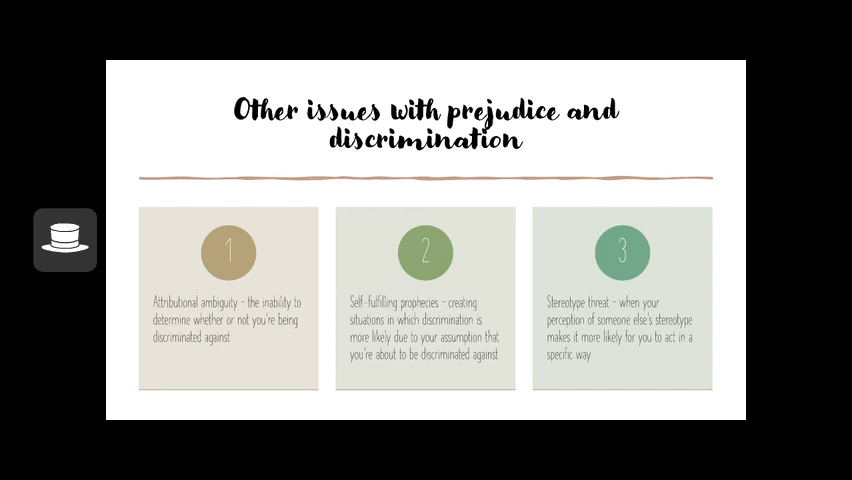 Other issues with prejudice and
discrimination
1
Attributional ambiguity - the inability to
determine whether or not you're being
discriminated against
2
Self-fulfilling prophecies - creating
situations in which discrimination is
more likely due to your assumption that
you're about to be discriminated against
3
Stereotype threat - when your
perception of someone else's stereotype
makes it more likely for you to act in a
specific way